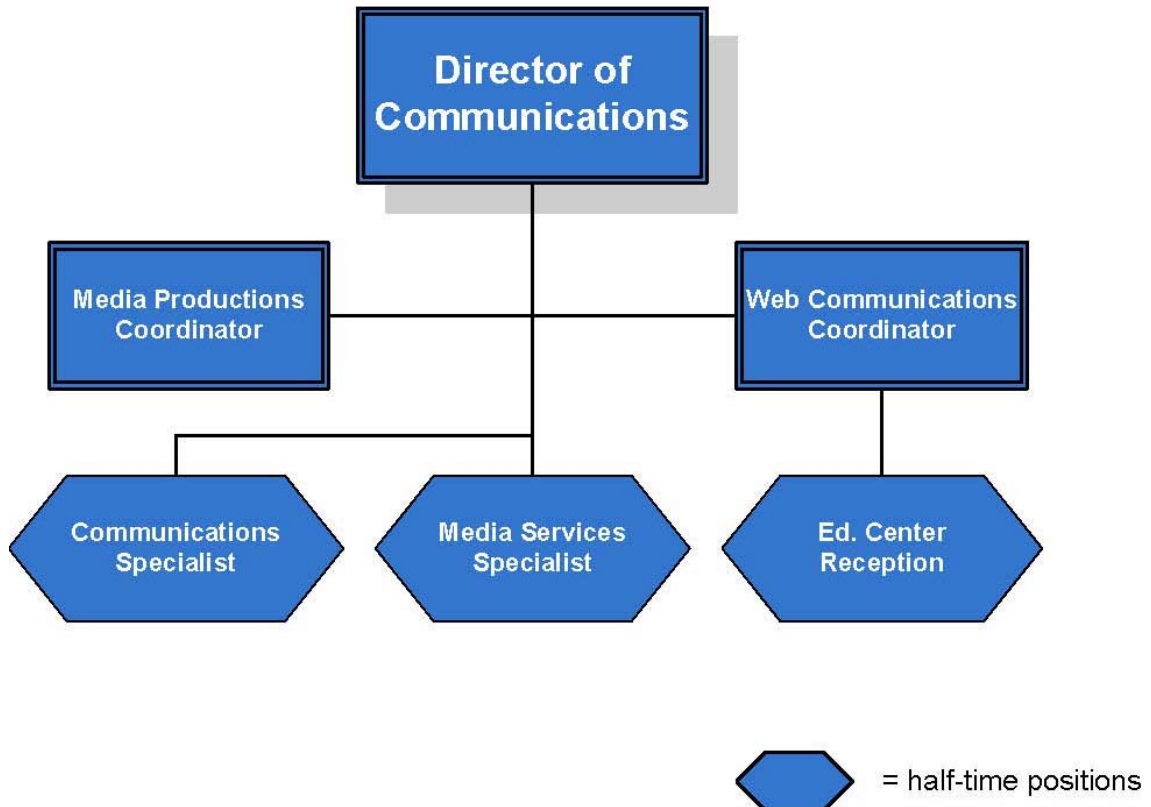 Director of
Communications
Media Productions
Coordinator
Web Communications
Coordinator
Communications
Specialist
Media Services
Specialist
Ed. Center
Reception
= half-time positions